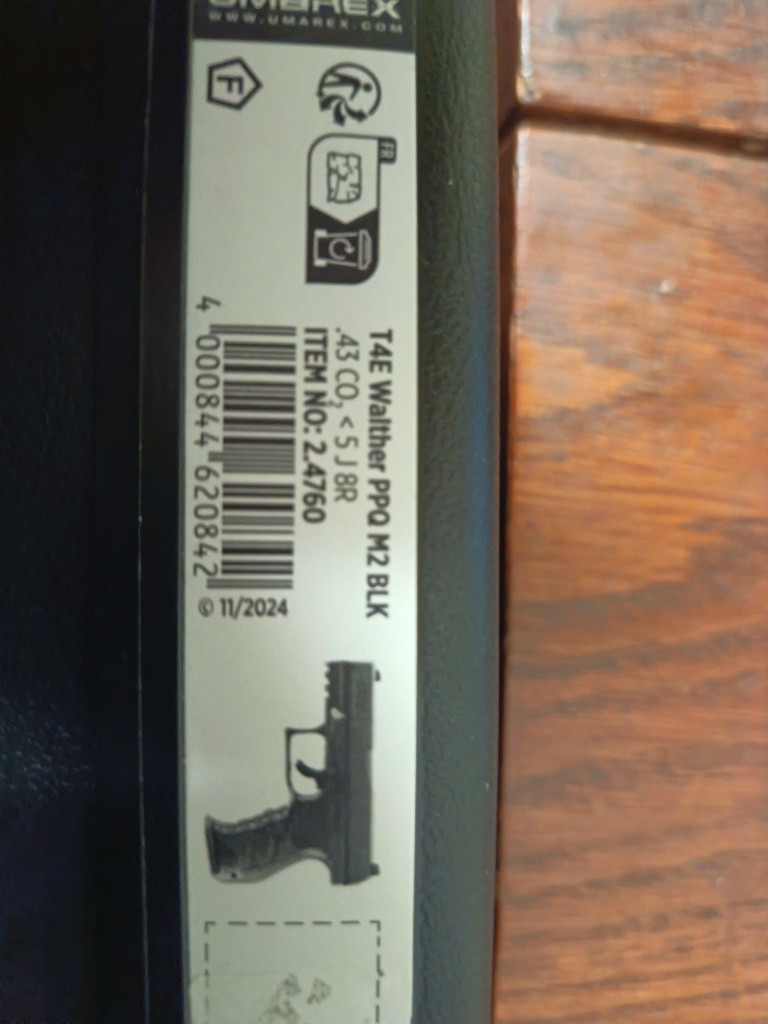 UMAREX
WWW.UMAREX.COM
F
FR
T4E Walther PPQ M2 BLK
.43 CO₂ < 5 J 8R
ITEM NO: 2.4760
4 000844 620842
© 11/2024